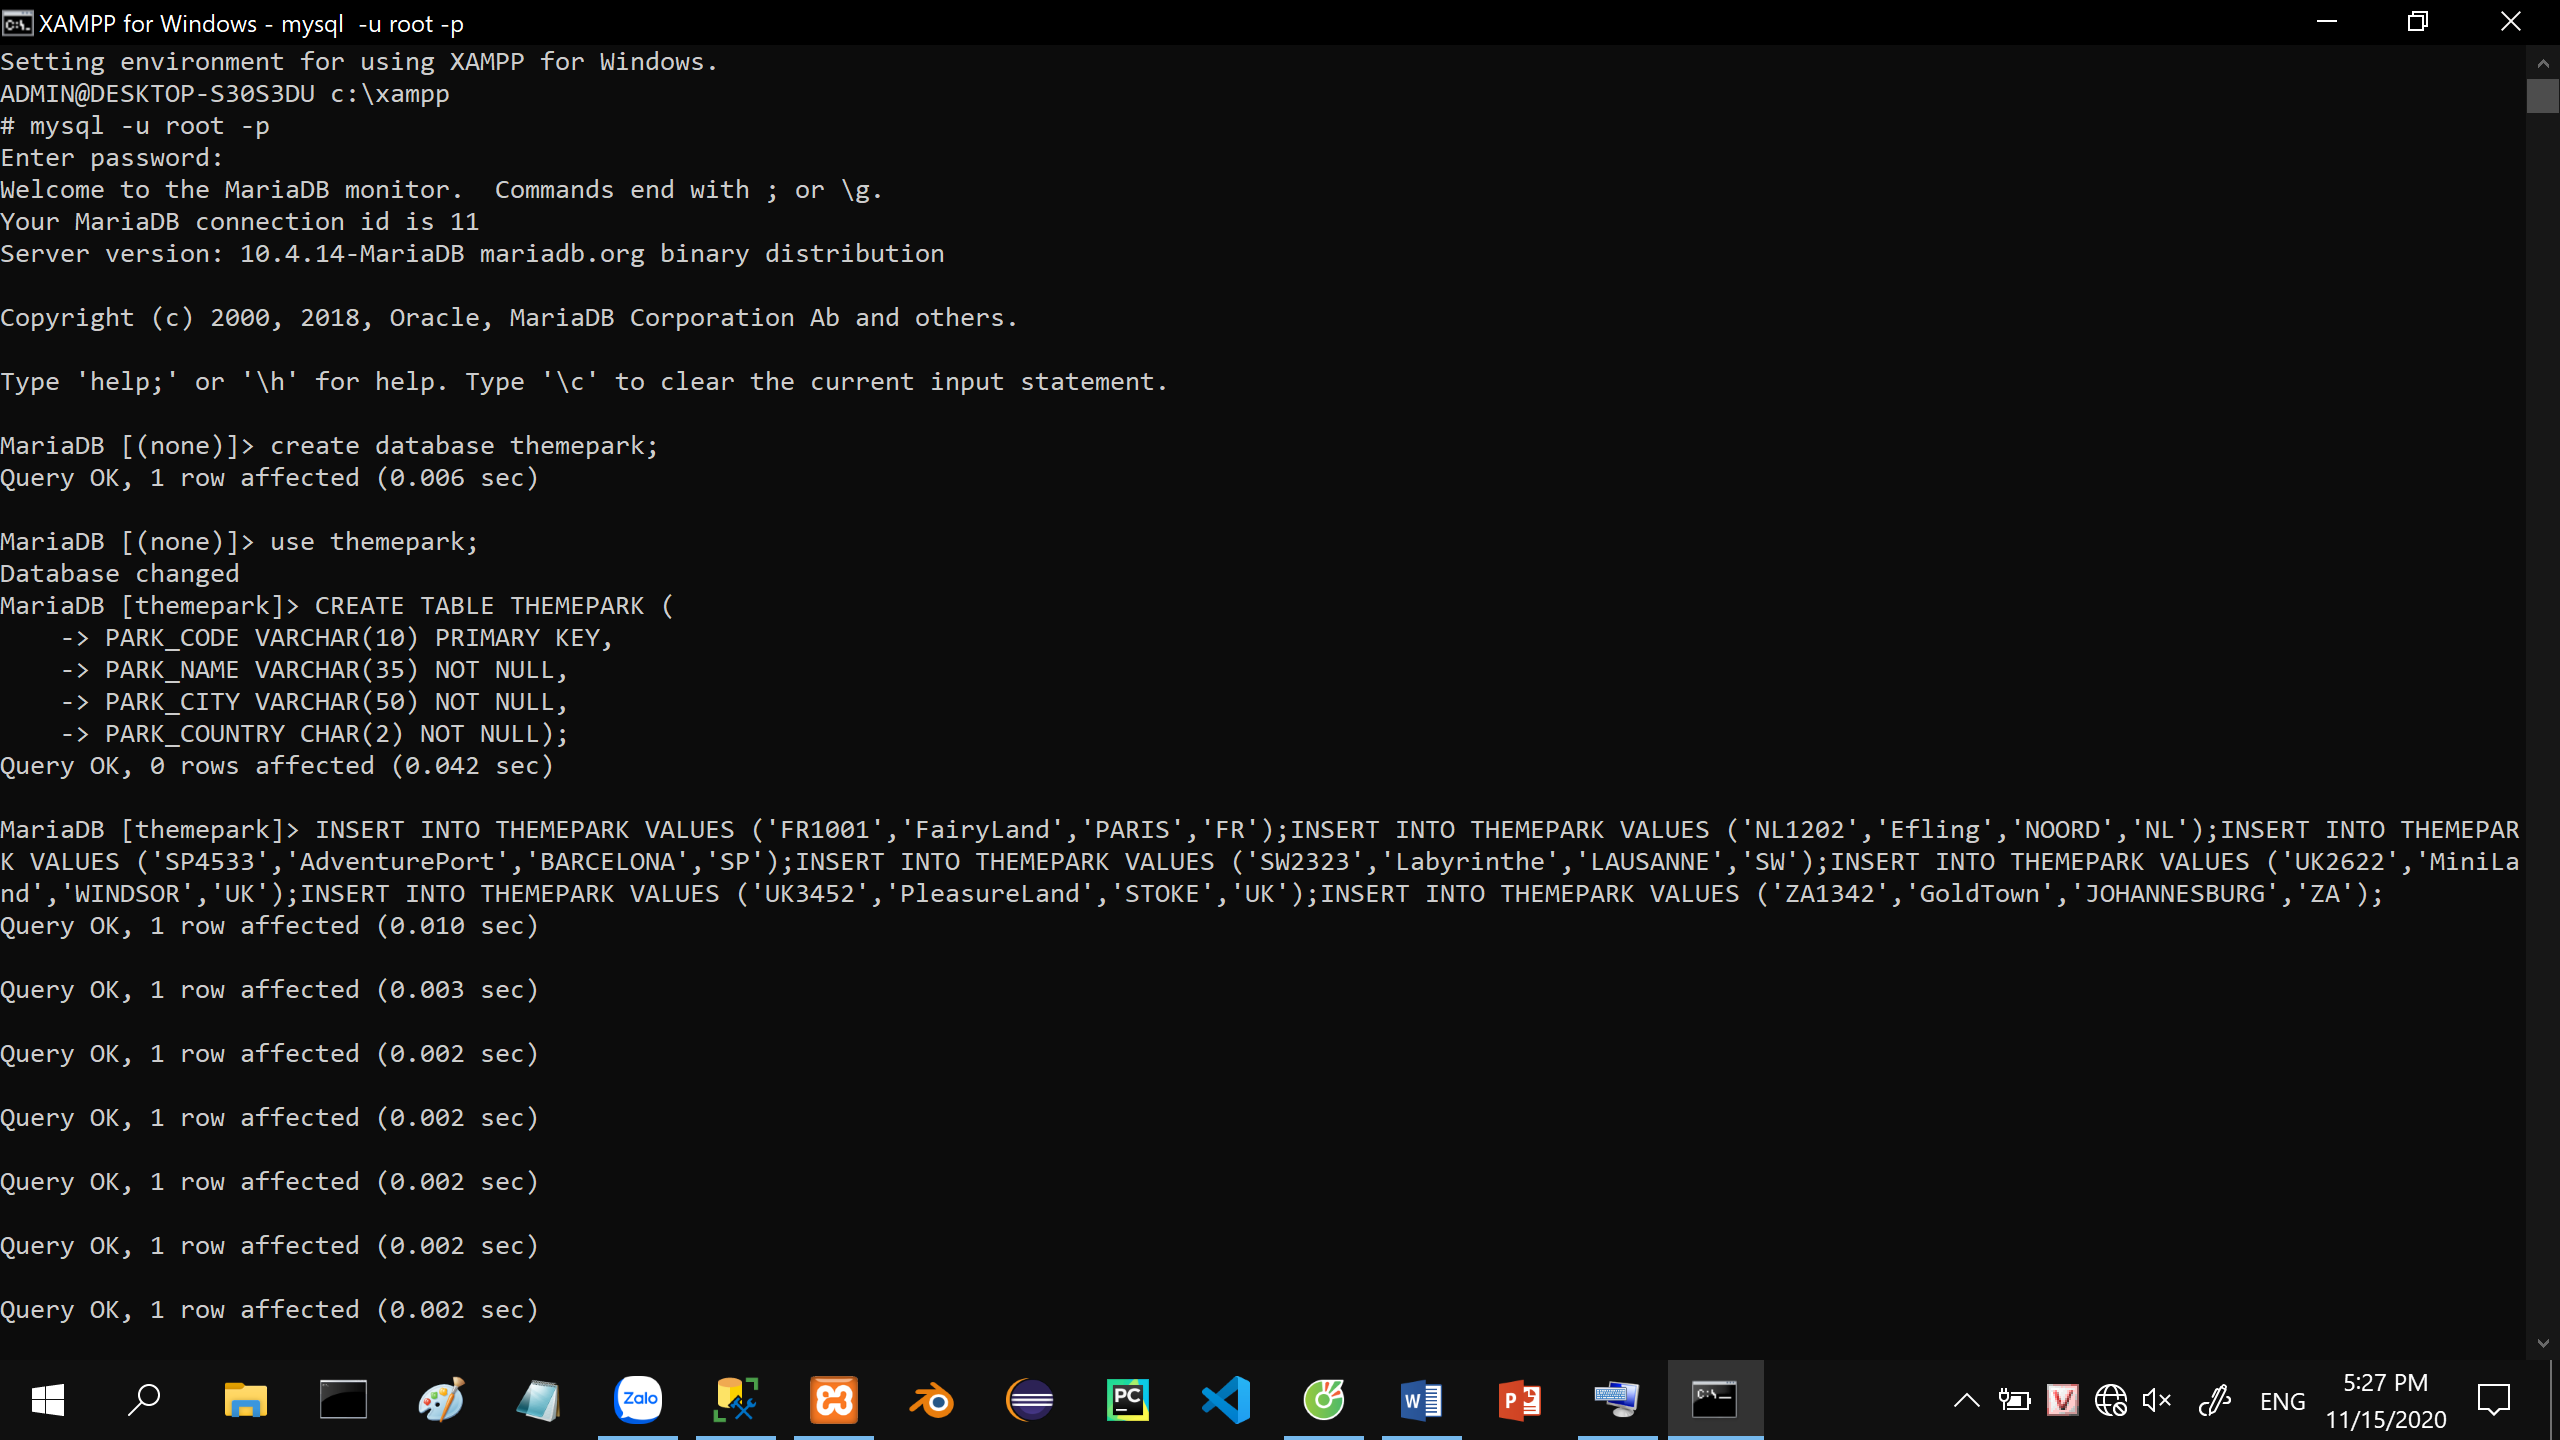 XAMPP for Windows - mysql  -u root -p
Setting environment for using XAMPP for Windows.
ADMIN@DESKTOP-S30S3DU c:\xampp
# mysql -u root -p
Enter password:
Welcome to the MariaDB monitor.  Commands end with ; or \g.
Your MariaDB connection id is 11
Server version: 10.4.14-MariaDB mariadb.org binary distribution
Copyright (c) 2000, 2018, Oracle, MariaDB Corporation Ab and others.
Type 'help;' or '\h' for help. Type '\c' to clear the current input statement.
MariaDB [(none)]> create database themepark;
Query OK, 1 row affected (0.006 sec)
MariaDB [(none)]> use themepark;
Database changed
MariaDB [themepark]> CREATE TABLE THEMEPARK (
    -> PARK_CODE VARCHAR(10) PRIMARY KEY,
    -> PARK_NAME VARCHAR(35) NOT NULL,
    -> PARK_CITY VARCHAR(50) NOT NULL,
    -> PARK_COUNTRY CHAR(2) NOT NULL);
Query OK, 0 rows affected (0.042 sec)
MariaDB [themepark]> INSERT INTO THEMEPARK VALUES ('FR1001','FairyLand','PARIS','FR');INSERT INTO THEMEPARK VALUES ('NL1202','Efling','NOORD','NL');INSERT INTO THEMEPAR
K VALUES ('SP4533','AdventurePort','BARCELONA','SP');INSERT INTO THEMEPARK VALUES ('SW2323','Labyrinthe','LAUSANNE','SW');INSERT INTO THEMEPARK VALUES ('UK2622','MiniLa
nd','WINDSOR','UK');INSERT INTO THEMEPARK VALUES ('UK3452','PleasureLand','STOKE','UK');INSERT INTO THEMEPARK VALUES ('ZA1342','GoldTown','JOHANNESBURG','ZA');
Query OK, 1 row affected (0.010 sec)
Query OK, 1 row affected (0.003 sec)
Query OK, 1 row affected (0.002 sec)
Query OK, 1 row affected (0.002 sec)
Query OK, 1 row affected (0.002 sec)
Query OK, 1 row affected (0.002 sec)
Query OK, 1 row affected (0.002 sec)
Zalo
PC
ENG
5:27 PM
11/15/2020